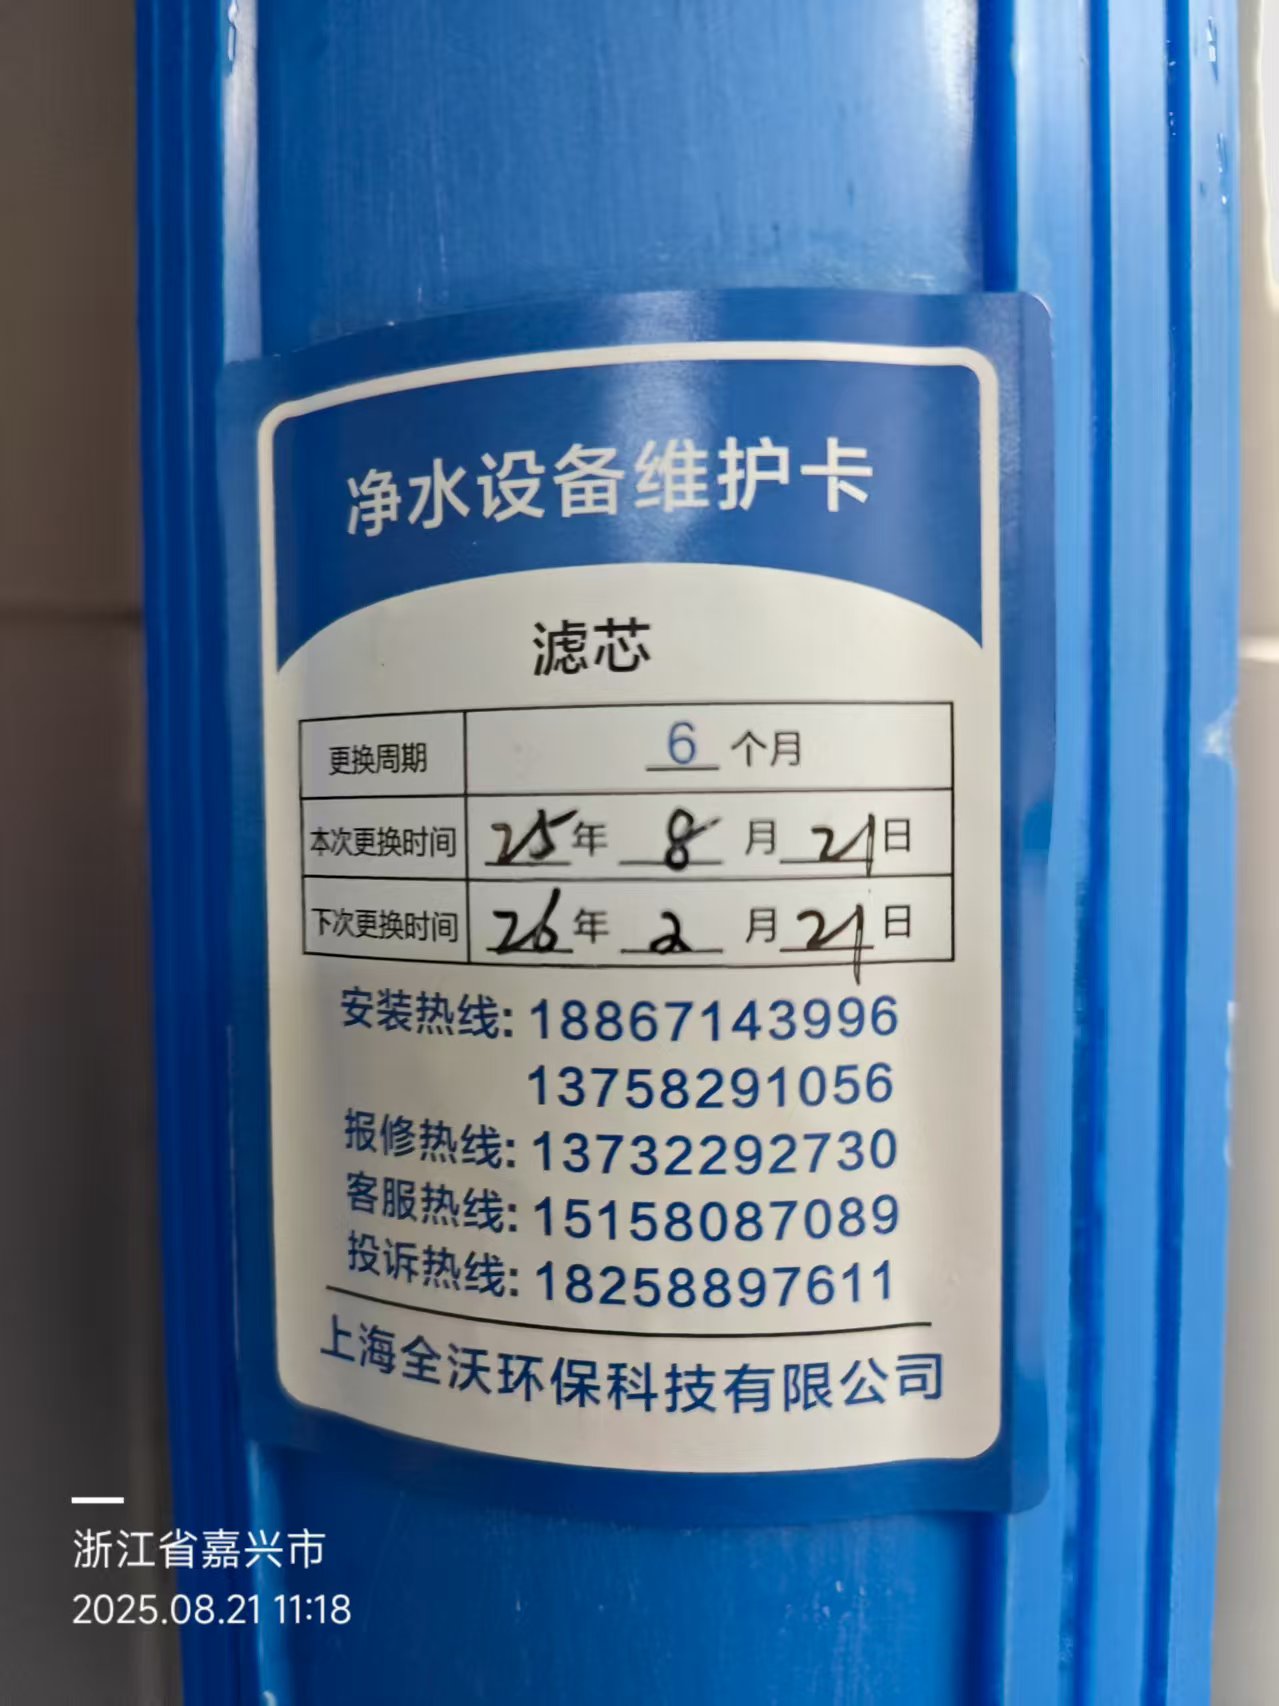 净水设备维护卡
滤芯
更换周期 6 个月
本次更换时间 25年 8 月 21日
下次更换时间 26年 2 月 21日
安装热线: 18867143996
13758291056
报修热线: 13732292730
客服热线: 15158087089
投诉热线: 18258897611
上海全沃环保科技有限公司
浙江省嘉兴市
2025.08.21 11:18